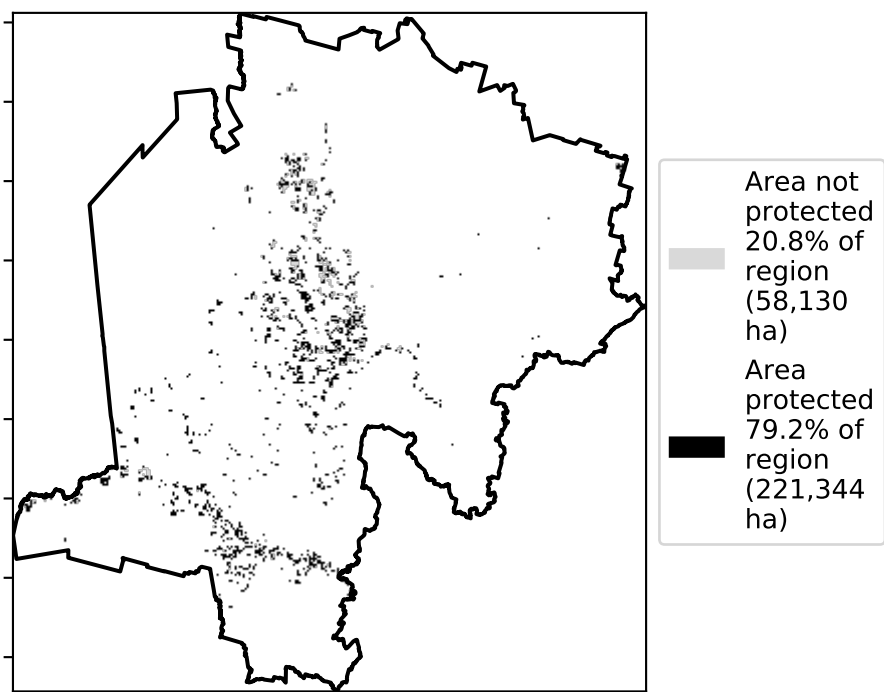 Area not
protected
20.8% of
region
(58,130
ha)
Area
protected
79.2% of
region
(221,344
ha)